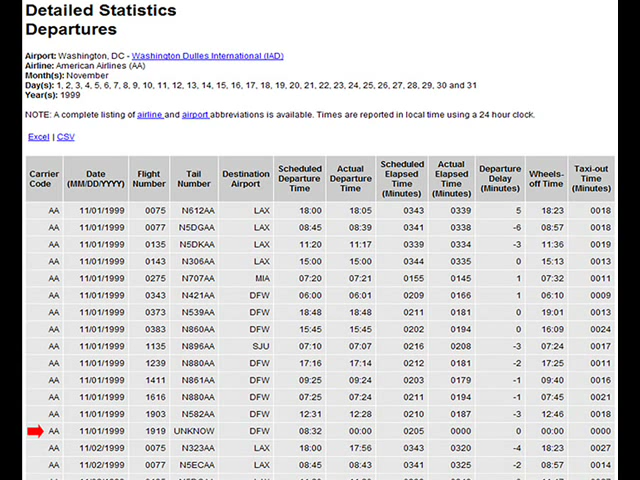 Detailed Statistics
Departures
Airport: Washington, DC - Washington Dulles International (IAD)
Airline: American Airlines (AA)
Month(s): November
Day(s): 1, 2, 3, 4, 5, 6, 7, 8, 9, 10, 11, 12, 13, 14, 15, 16, 17, 18, 19, 20, 21, 22, 23, 24, 25, 26, 27, 28, 29, 30 and 31
Year(s): 1999
NOTE: A complete listing of airline and airport abbreviations is available. Times are reported in local time using a 24 hour clock.
Excel | CSV
Carrier Code Date (MM/DD/YYYY) Flight Number Tail Number Destination Airport Scheduled Departure Time Actual Departure Time Scheduled Elapsed Time (Minutes) Actual Elapsed Time (Minutes) Departure Delay (Minutes) Wheels-off Time Taxi-out Time (Minutes)
AA 11/01/1999 0075 N612AA LAX 18:00 18:05 0343 0339 5 18:23 0018
AA 11/01/1999 0077 N5DGAA LAX 08:45 08:39 0341 0338 -6 08:57 0018
AA 11/01/1999 0135 N5DKAA LAX 11:20 11:17 0339 0334 -3 11:36 0019
AA 11/01/1999 0143 N306AA LAX 15:00 15:00 0344 0335 0 15:13 0013
AA 11/01/1999 0275 N707AA MIA 07:20 07:21 0155 0145 1 07:32 0011
AA 11/01/1999 0343 N421AA DFW 06:00 06:01 0209 0166 1 06:10 0009
AA 11/01/1999 0373 N539AA DFW 18:48 18:48 0211 0181 0 19:01 0013
AA 11/01/1999 0383 N860AA DFW 15:45 15:45 0202 0194 0 16:09 0024
AA 11/01/1999 1135 N896AA SJU 07:10 07:07 0216 0208 -3 07:24 0017
AA 11/01/1999 1239 N880AA DFW 17:16 17:14 0212 0181 -2 17:25 0011
AA 11/01/1999 1411 N861AA DFW 09:25 09:24 0203 0179 -1 09:40 0016
AA 11/01/1999 1616 N880AA DFW 07:25 07:24 0211 0194 -1 07:45 0021
AA 11/01/1999 1903 N582AA DFW 12:31 12:28 0210 0187 -3 12:46 0018
AA 11/01/1999 1919 UNKNOW DFW 08:32 00:00 0205 0000 0 00:00 0000
AA 11/02/1999 0075 N323AA LAX 18:00 17:56 0343 0320 -4 18:23 0027
AA 11/02/1999 0077 N5ECAA LAX 08:45 08:43 0341 0325 -2 08:57 0014